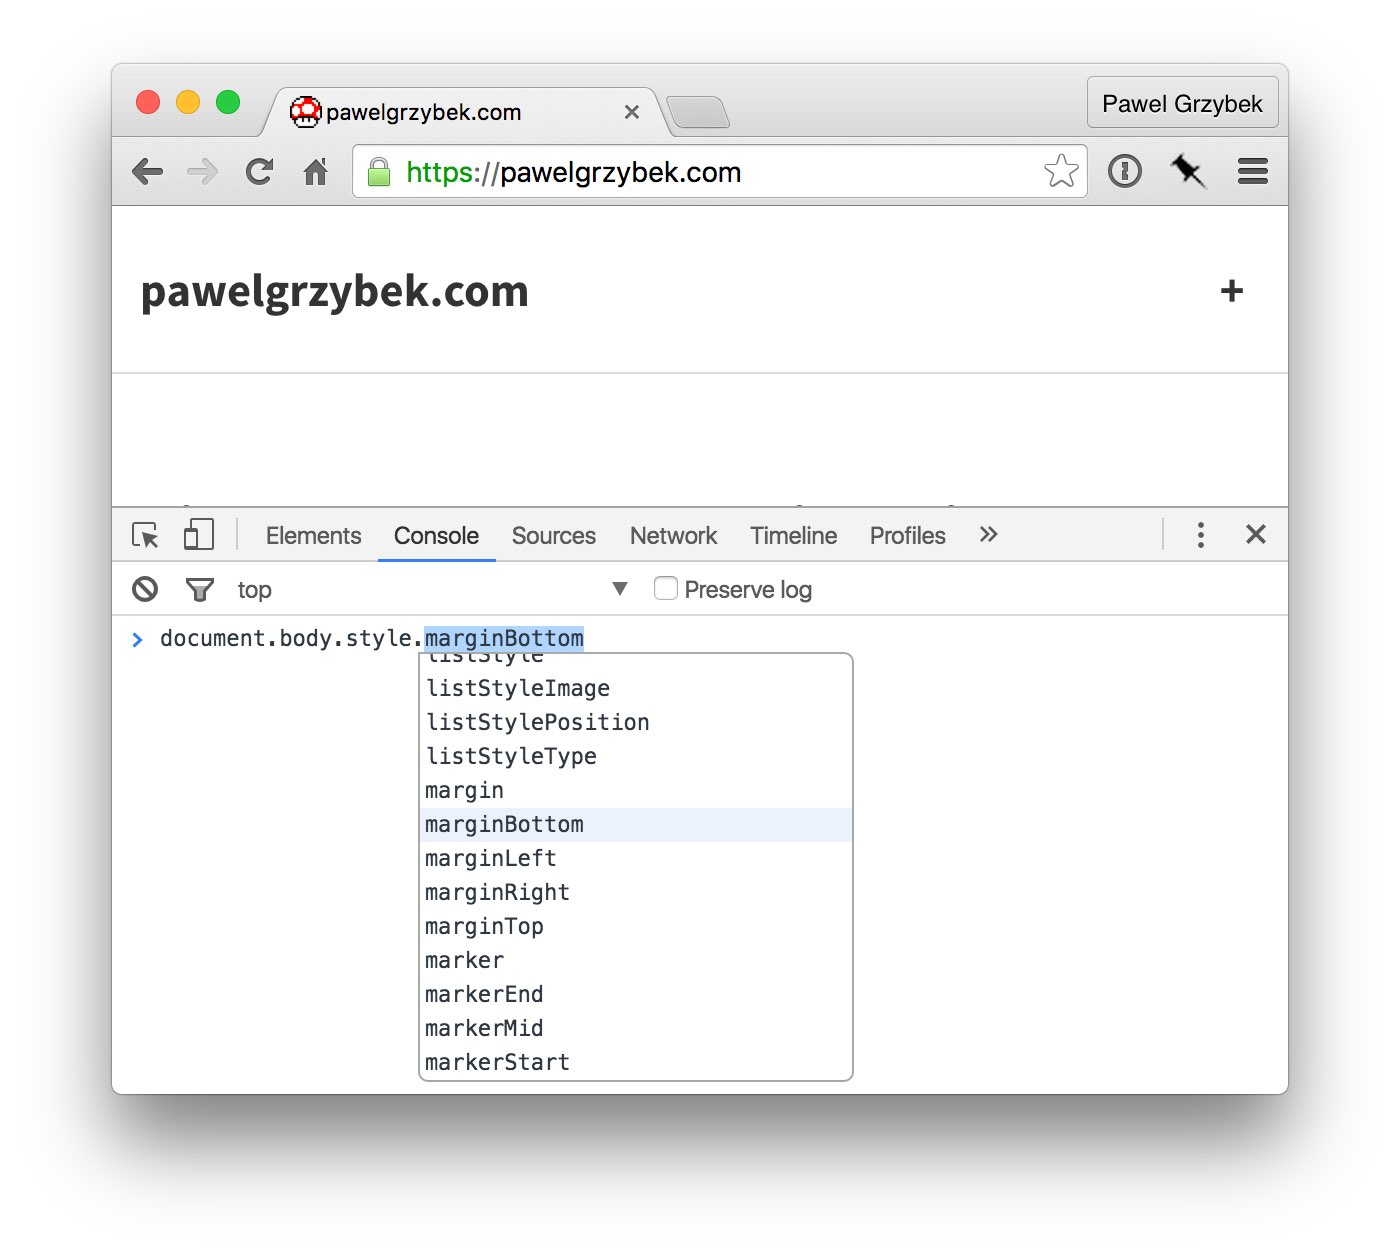 pawelgrzybek.com
Pawel Grzybek
https://pawelgrzybek.com
pawelgrzybek.com
+
Elements Console Sources Network Timeline Profiles »
top Preserve log
> document.body.style.marginBottom
listStyle
listStyleImage
listStylePosition
listStyleType
margin
marginBottom
marginLeft
marginRight
marginTop
marker
markerEnd
markerMid
markerStart